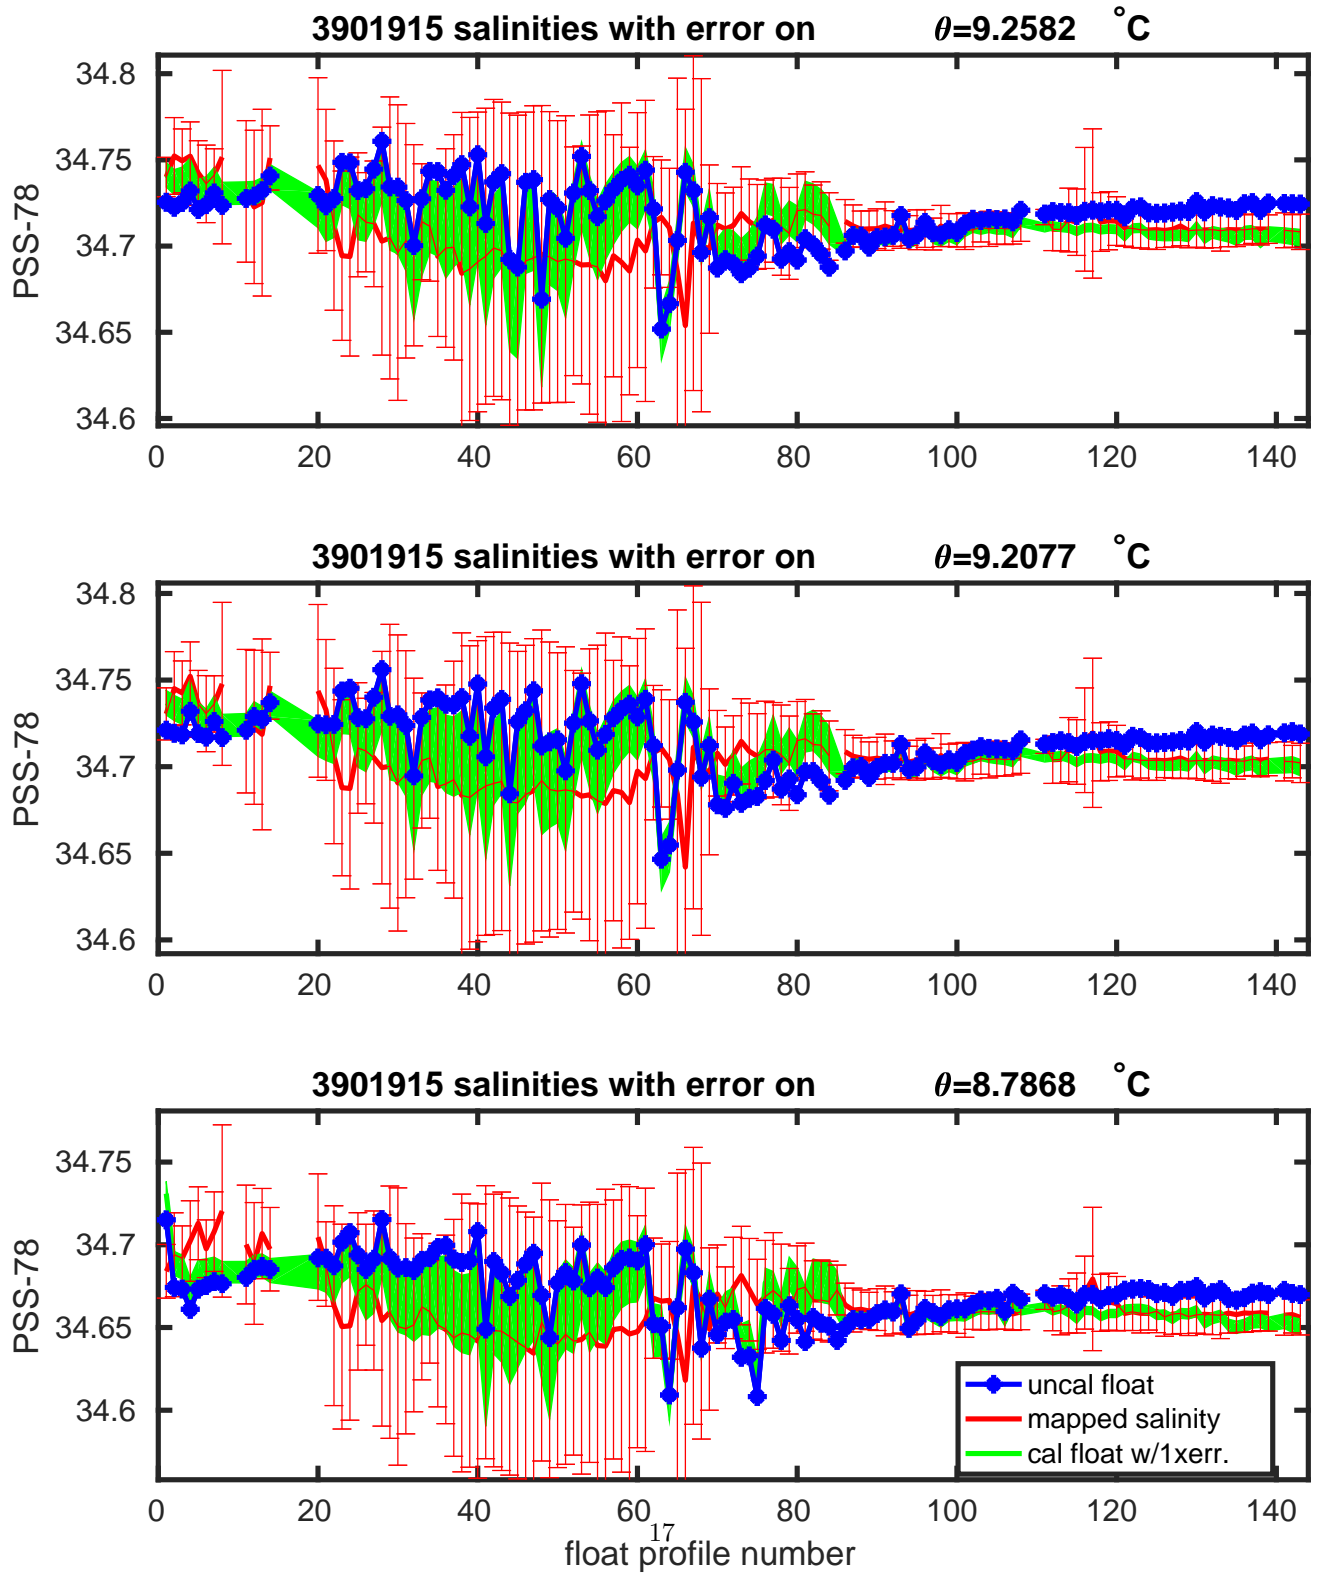 3901915 salinities with error on θ=9.2582 °C
34.8
34.75
34.7
34.65
34.6
PSS-78
0 20 40 60 80 100 120 140
3901915 salinities with error on θ=9.2077 °C
34.8
34.75
34.7
34.65
34.6
PSS-78
0 20 40 60 80 100 120 140
3901915 salinities with error on θ=8.7868 °C
34.75
34.7
34.65
34.6
PSS-78
uncal float
mapped salinity
cal float w/1xerr.
0 20 40 60 80 100 120 140
17
float profile number